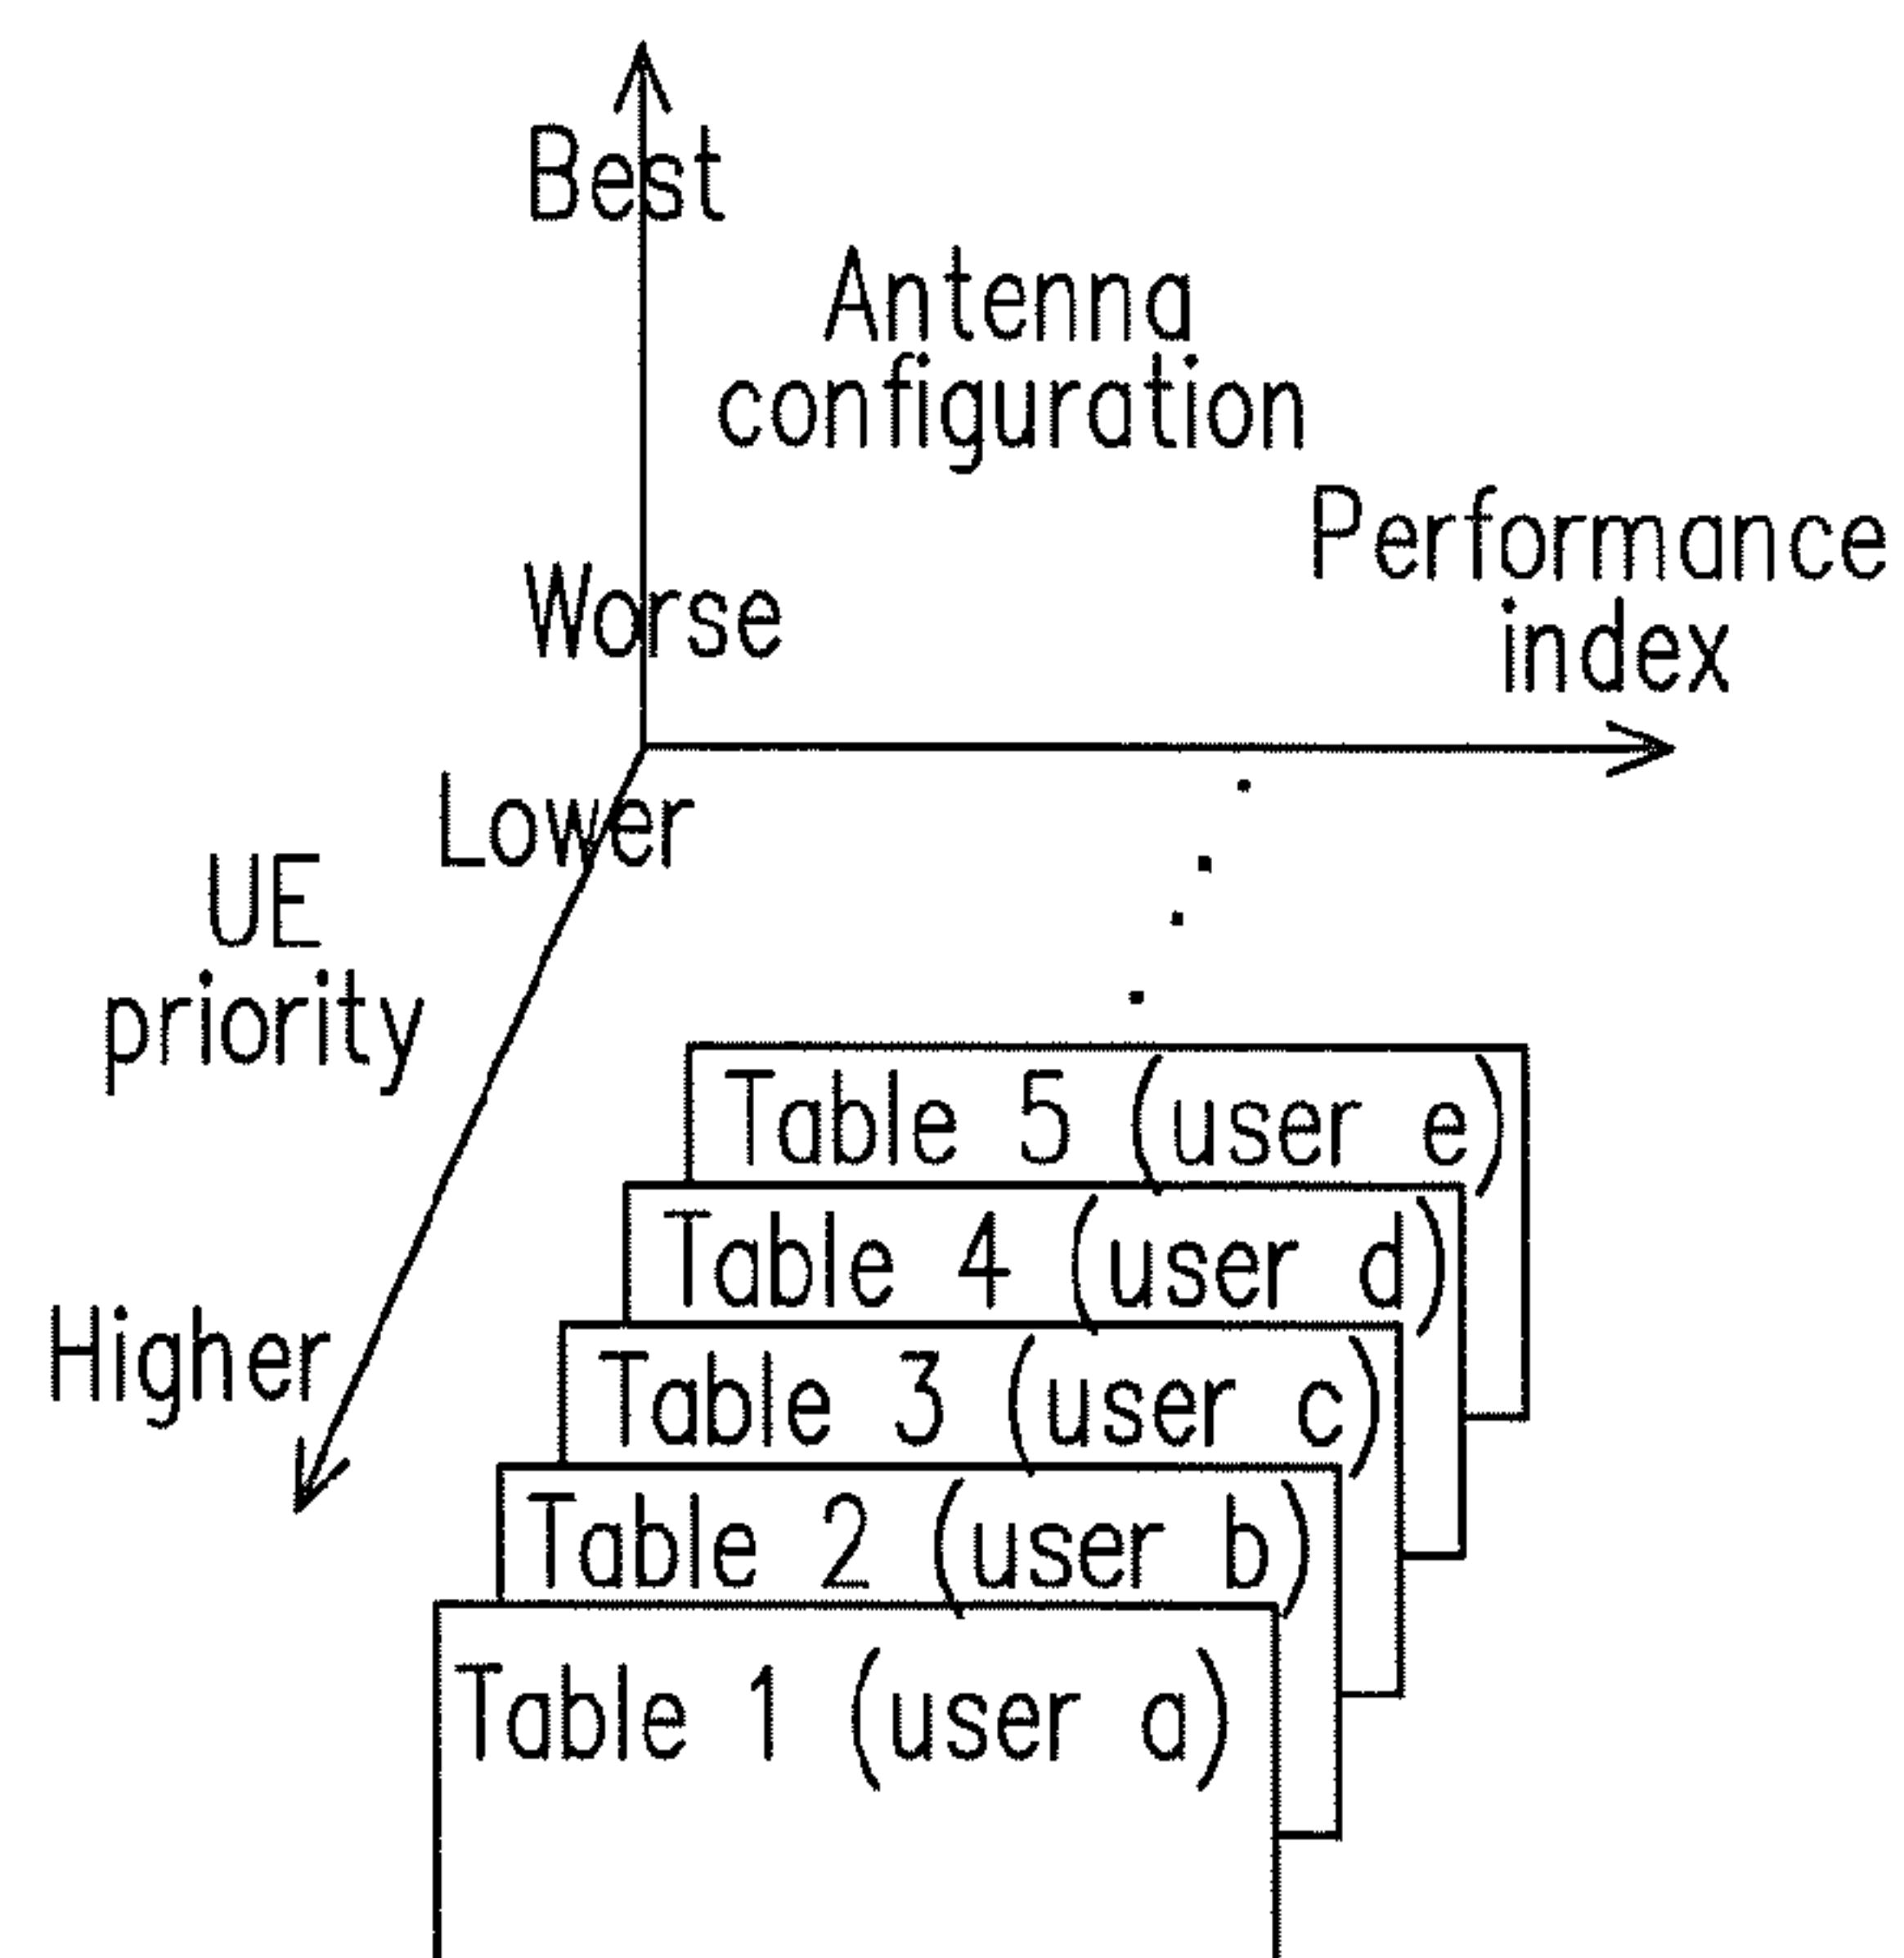 Best
Antenna
configuration
Performance
index
Worse
Lower
UE
priority
Higher
Table 5 (user e)
Table 4 (user d)
Table 3 (user c)
Table 2 (user b)
Table 1 (user a)